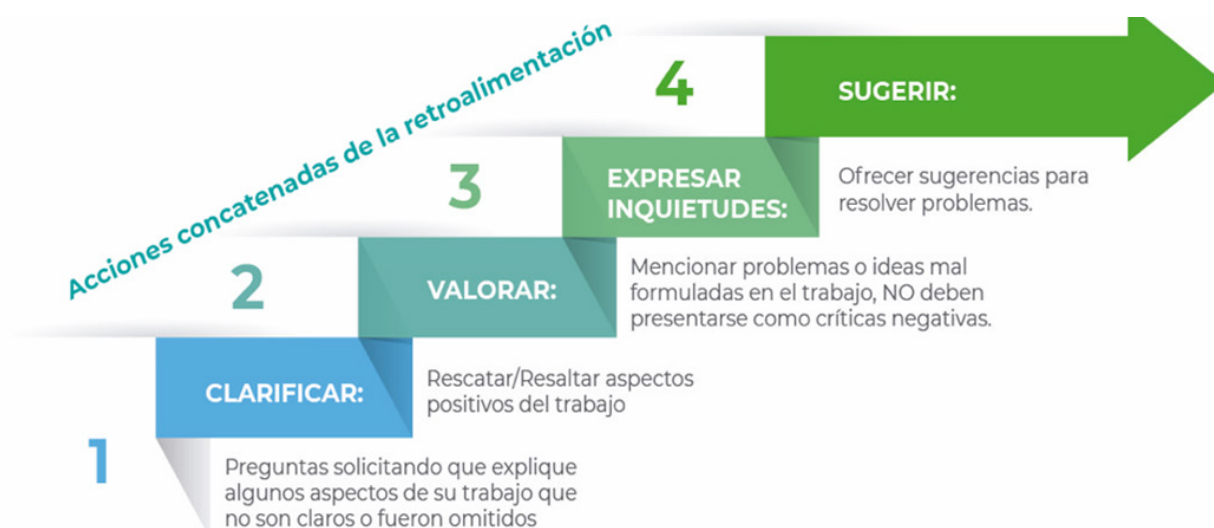 Acciones concatenadas de la retroalimentación
1
CLARIFICAR:
Preguntas solicitando que explique
algunos aspectos de su trabajo que
no son claros o fueron omitidos
2
VALORAR:
Rescatar/Resaltar aspectos
positivos del trabajo
3
EXPRESAR
INQUIETUDES:
Mencionar problemas o ideas mal
formuladas en el trabajo, NO deben
presentarse como críticas negativas.
4
SUGERIR:
Ofrecer sugerencias para
resolver problemas.